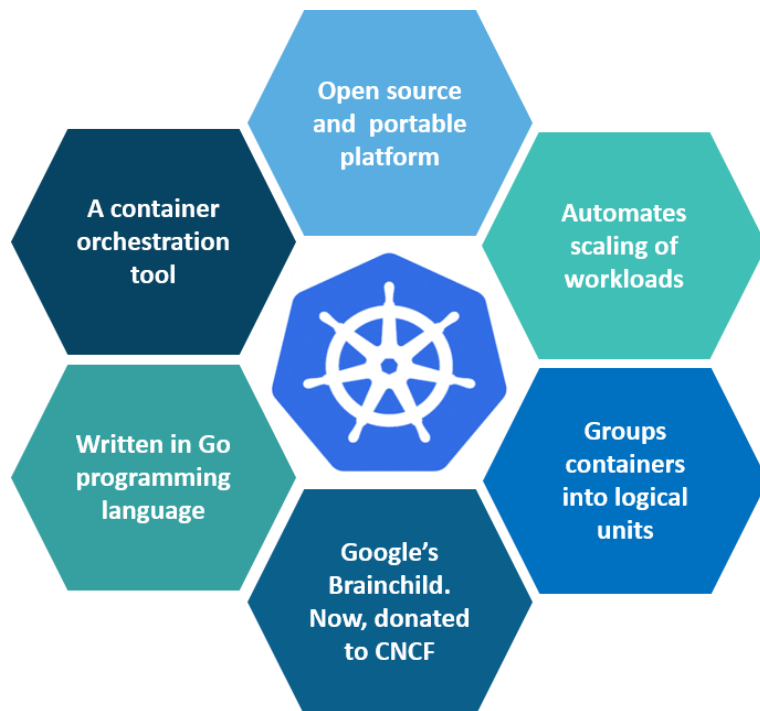 Open source
and portable
platform
A container
orchestration
tool
Automates
scaling of
workloads
Written in Go
programming
language
Groups
containers
into logical
units
Google's
Brainchild.
Now, donated
to CNCF